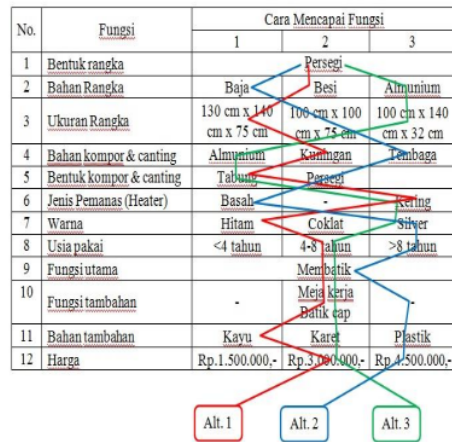 No. Fungsi Cara Mencapai Fungsi
1 2 3
1 Bentuk rangka Persegi
2 Bahan Rangka Baja Besi Almunium
3 Ukuran Rangka 130 cm x 140 cm x 75 cm 100 cm x 100 cm x 75 cm 100 cm x 140 cm x 32 cm
4 Bahan kompor & canting Almunium Kuningan Tembaga
5 Bentuk kompor & canting Tabung Persegi
6 Jenis Pemanas (Heater) Basah - Kering
7 Warna Hitam Coklat Silver
8 Usia pakai <4 tahun 4-8 tahun >8 tahun
9 Fungsi utama Membatik
10 Fungsi tambahan - Meja kerja Batik cap -
11 Bahan tambahan Kayu Karet Plastik
12 Harga Rp.1.500.000,- Rp.3.000.000,- Rp.4.500.000,-
Alt. 1 Alt. 2 Alt. 3